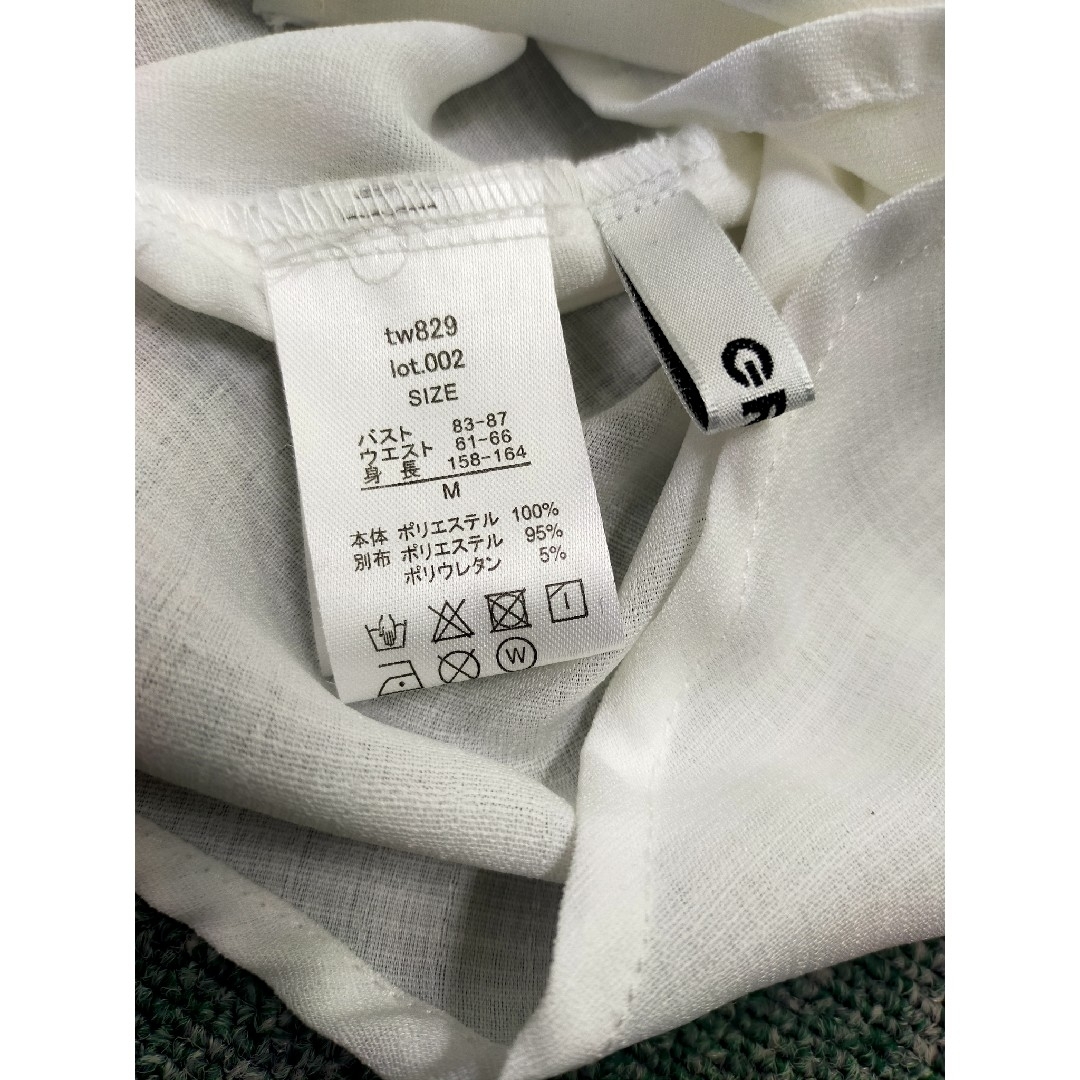 tw829
lot.002
SIZE
バスト 83-87
ウエスト 61-66
身長 158-164
M
本体 ポリエステル 100%
別布 ポリエステル 95%
ポリウレタン 5%
W
GR